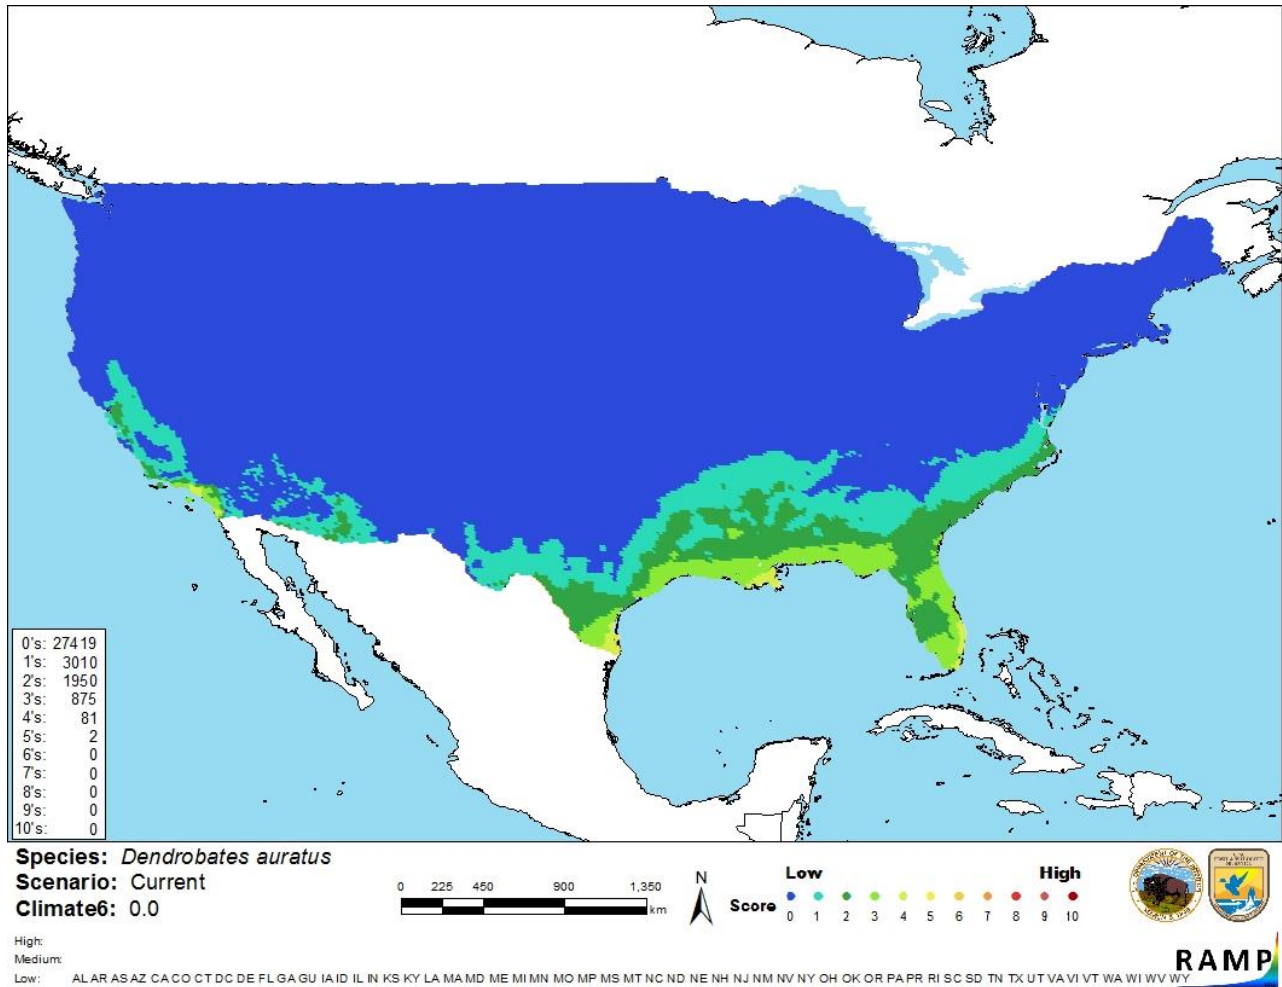 0's: 27419
1's: 3010
2's: 1950
3's: 875
4's: 81
5's: 2
6's: 0
7's: 0
8's: 0
9's: 0
10's: 0
Species: Dendrobates auratus
Scenario: Current
Climate6: 0.0
0 225 450 900 1,350
km
N
Low High
Score 0 1 2 3 4 5 6 7 8 9 10
High:
Medium:
Low: AL AR AS AZ CA CO CT DC DE FL GA GU IA ID IL IN KS KY LA MA MD ME MI MN MO MP MS MT NC ND NE NH NJ NM NV NY OH OK OR PA PR RI SC SD TN TX UT VA VI VT WA WI WV WY
RAMP